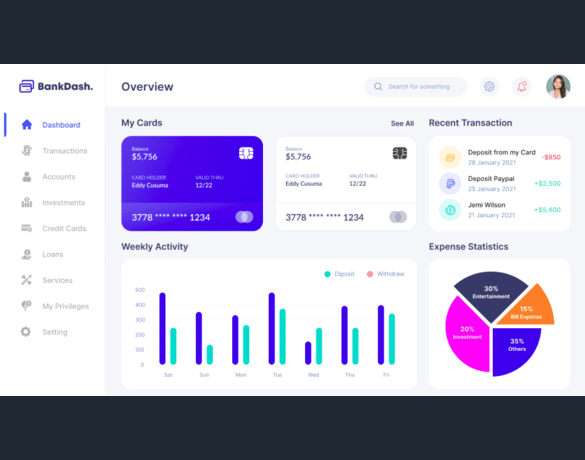 BankDash.
Overview
Search for something
Dashboard
Transactions
Accounts
Investments
Credit Cards
Loans
Services
My Privileges
Setting
My Cards
See All
Balance
$5,756
CARD HOLDER
Eddy Cusuma
VALID THRU
12/22
3778 **** **** 1234
Balance
$5,756
CARD HOLDER
Eddy Cusuma
VALID THRU
12/22
3778 **** **** 1234
Recent Transaction
Deposit from my Card
28 January 2021
-$850
Deposit Paypal
25 January 2021
+$2,500
Jemi Wilson
21 January 2021
+$5,400
Weekly Activity
Diposit
Withdraw
500
400
300
200
100
0
Sat
Sun
Mon
Tue
Wed
Thu
Fri
Expense Statistics
30%
Entertainment
15%
Bill Expense
20%
Investment
35%
Others